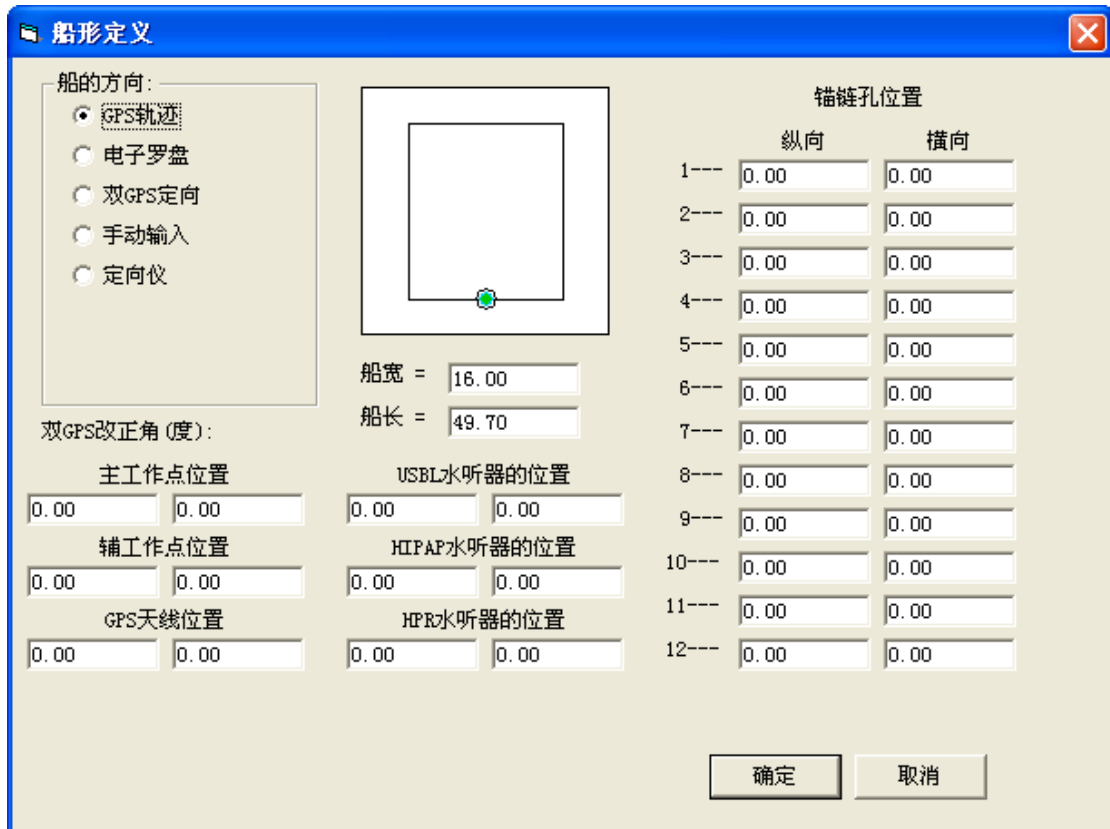 船形定义
船的方向:
GPS轨迹
电子罗盘
双GPS定向
手动输入
定向仪
双GPS改正角(度):
船宽 = 16.00
船长 = 49.70
主工作点位置
0.00 0.00
辅工作点位置
0.00 0.00
GPS天线位置
0.00 0.00
USBL水听器的位置
0.00 0.00
HIPAP水听器的位置
0.00 0.00
HPR水听器的位置
0.00 0.00
锚链孔位置
纵向 横向
1--- 0.00 0.00
2--- 0.00 0.00
3--- 0.00 0.00
4--- 0.00 0.00
5--- 0.00 0.00
6--- 0.00 0.00
7--- 0.00 0.00
8--- 0.00 0.00
9--- 0.00 0.00
10--- 0.00 0.00
11--- 0.00 0.00
12--- 0.00 0.00
确定 取消